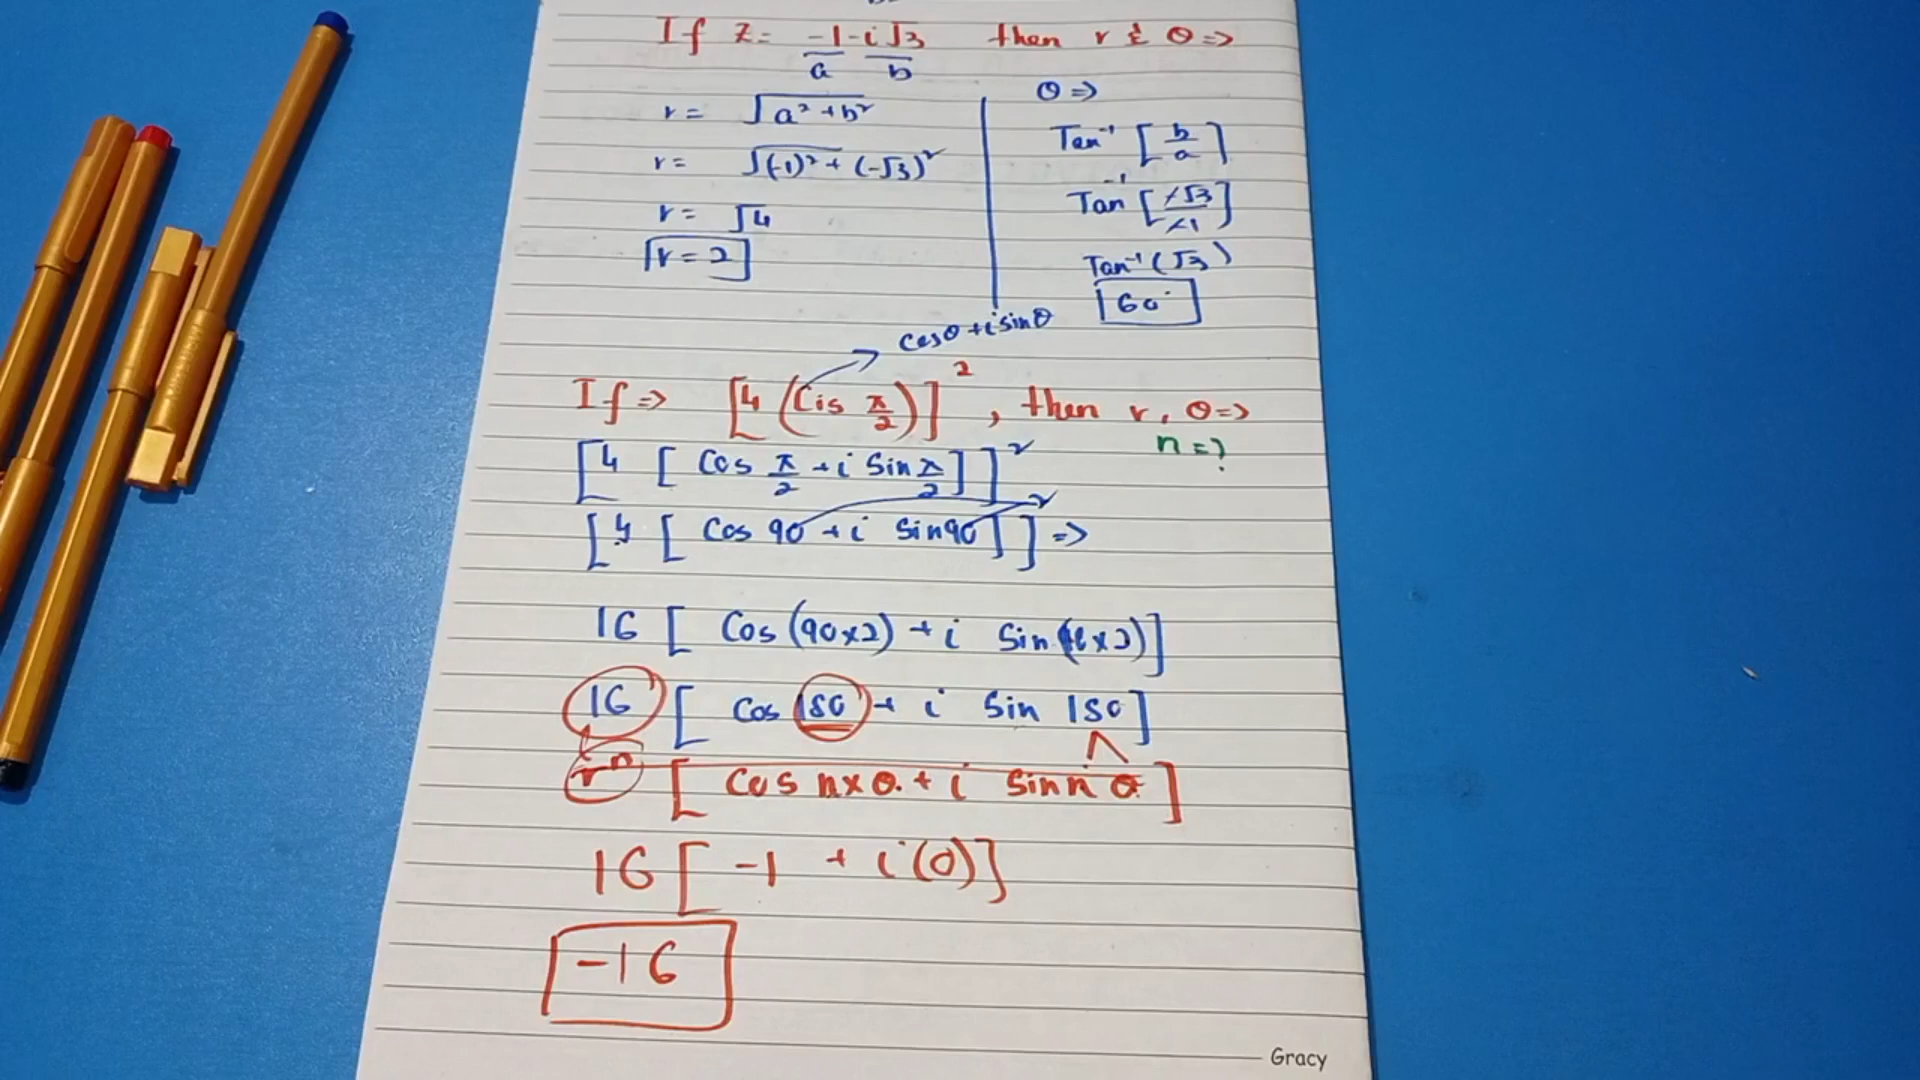 If Z= -1-i√3 then r & θ ⇒
a b
r = √a²+b²
r = √(-1)²+(-√3)²
r = √4
r = 2
θ ⇒
Tan⁻¹ [b/a]
Tan⁻¹ [-√3/-1]
Tan⁻¹(√3)
60°
cosθ+isinθ
If ⇒ [4 (Cis π/2)]², then r, θ ⇒
n = ?
[4 [Cos π/2 + i Sin π/2]]²
[4 [Cos 90 + i Sin 90]]² ⇒
16 [Cos (90×2) + i Sin ( ×2)]
16 [Cos 180 + i Sin 180]
rⁿ [Cos n×θ + i Sin n θ]
16 [-1 + i(0)]
-16
Gracy